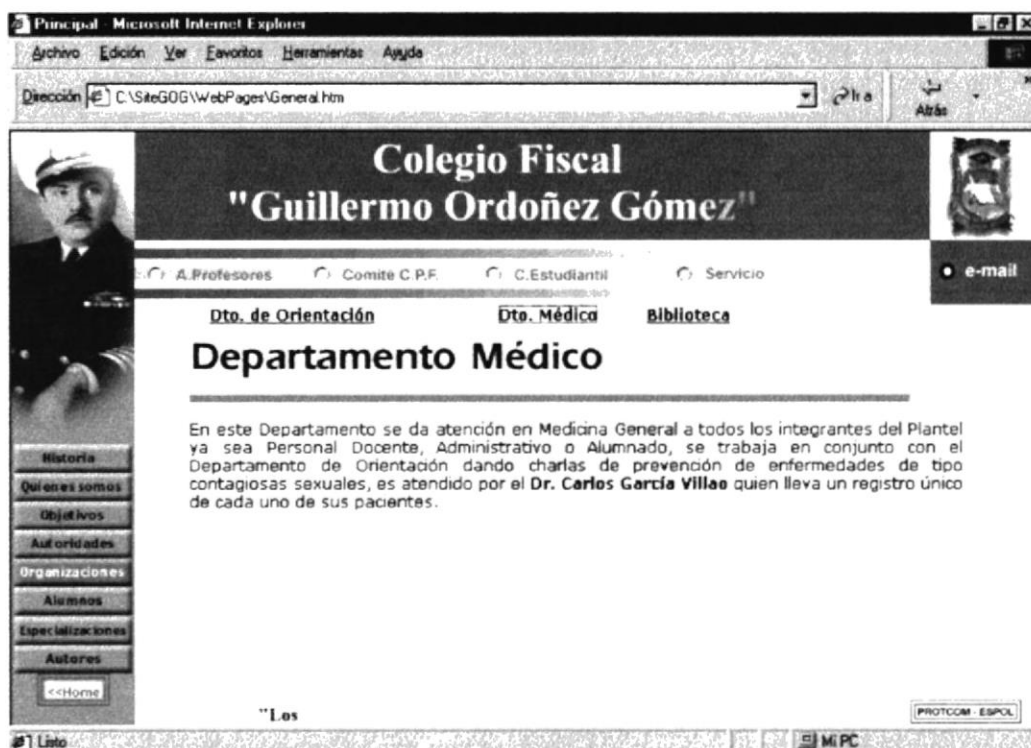 Principal - Microsoft Internet Explorer
Archivo Edición Ver Favoritos Herramientas Ayuda
Dirección C:\SiteGOG\WebPages\General.htm Ir a Atrás
Colegio Fiscal
"Guillermo Ordoñez Gómez"
A.Profesores Comité C.P.F. C.Estudiantil Servicio e-mail
Dto. de Orientación Dto. Médico Biblioteca
Departamento Médico
En este Departamento se da atención en Medicina General a todos los integrantes del Plantel
ya sea Personal Docente, Administrativo o Alumnado, se trabaja en conjunto con el
Departamento de Orientación dando charlas de prevención de enfermedades de tipo
contagiosas sexuales, es atendido por el Dr. Carlos García Villao quien lleva un registro único
de cada uno de sus pacientes.
Historia
Quienes somos
Objetivos
Autoridades
Organizaciones
Alumnos
Especializaciones
Autores
<<Home
"Los
PROTCOM - ESPOL
Listo Mi PC